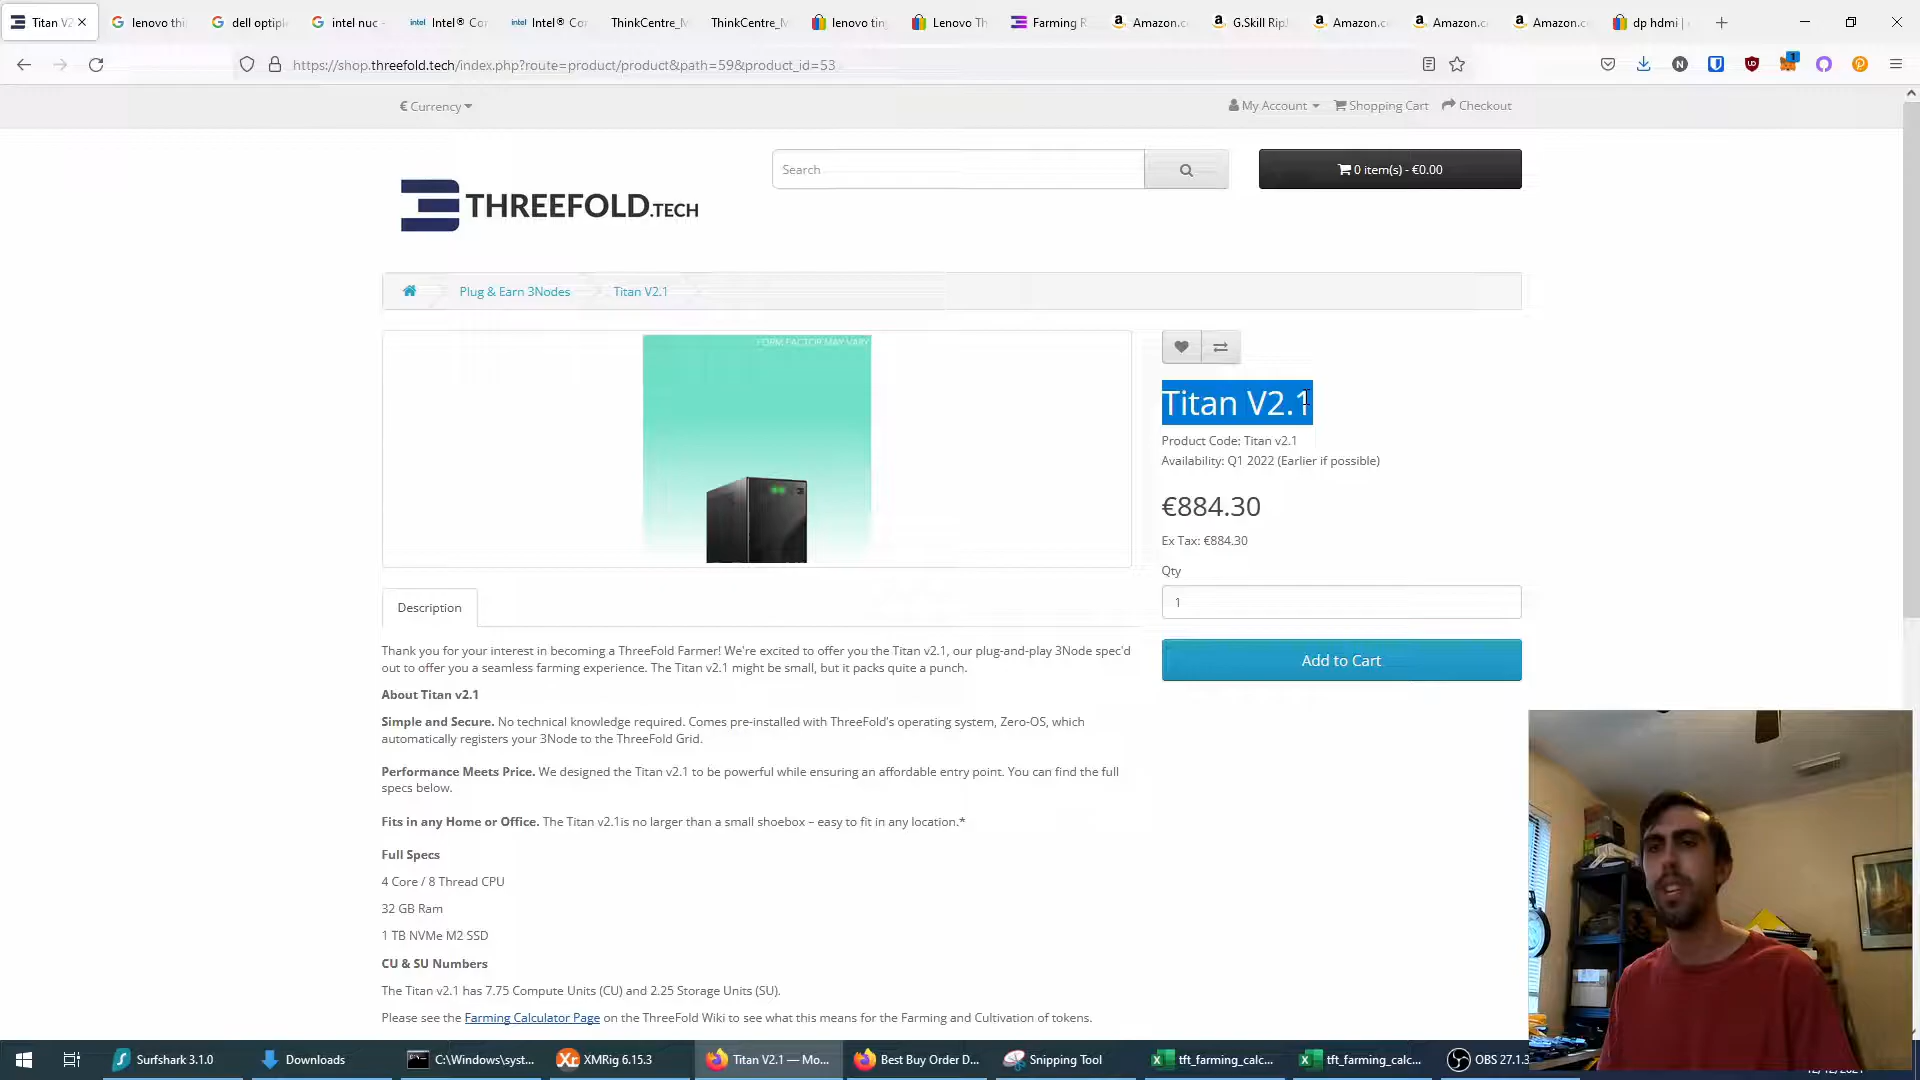 Titan V2
lenovo thi
dell optipl
intel nuc -
intel Intel® Co
intel Intel® Co
ThinkCentre_M
ThinkCentre_M
lenovo tin
Lenovo Th
Farming R
Amazon.c
G.Skill Rip
Amazon.c
Amazon.c
Amazon.c
dp hdmi |
https://shop.threefold.tech/index.php?route=product/product&path=59&product_id=53
€ Currency
My Account
Shopping Cart
Checkout
THREEFOLD.TECH
Search
0 item(s) - €0.00
Plug & Earn 3Nodes
Titan V2.1
FORM FACTOR MAY VARY
Titan V2.1
Product Code: Titan v2.1
Availability: Q1 2022 (Earlier if possible)
€884.30
Ex Tax: €884.30
Qty
1
Add to Cart
Description
Thank you for your interest in becoming a ThreeFold Farmer! We're excited to offer you the Titan v2.1, our plug-and-play 3Node spec'd
out to offer you a seamless farming experience. The Titan v2.1 might be small, but it packs quite a punch.
About Titan v2.1
Simple and Secure. No technical knowledge required. Comes pre-installed with ThreeFold's operating system, Zero-OS, which
automatically registers your 3Node to the ThreeFold Grid.
Performance Meets Price. We designed the Titan v2.1 to be powerful while ensuring an affordable entry point. You can find the full
specs below.
Fits in any Home or Office. The Titan v2.1is no larger than a small shoebox – easy to fit in any location.*
Full Specs
4 Core / 8 Thread CPU
32 GB Ram
1 TB NVMe M2 SSD
CU & SU Numbers
The Titan v2.1 has 7.75 Compute Units (CU) and 2.25 Storage Units (SU).
Please see the Farming Calculator Page on the ThreeFold Wiki to see what this means for the Farming and Cultivation of tokens.
Surfshark 3.1.0
Downloads
C:\Windows\syst...
XMRig 6.15.3
Titan V2.1 — Mo...
Best Buy Order D...
Snipping Tool
tft_farming_calc...
tft_farming_calc...
OBS 27.1.3